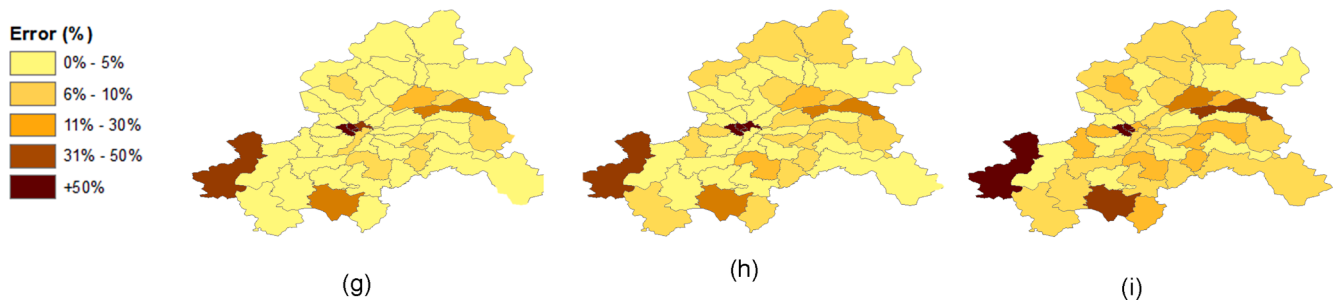 Error (%)
0% - 5%
6% - 10%
11% - 30%
31% - 50%
+50%
(g)
(h)
(i)